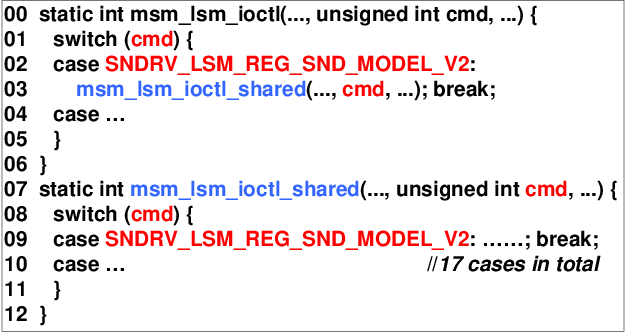 00 static int msm_lsm_ioctl(..., unsigned int cmd, ...) {
01 switch (cmd) {
02 case SNDRV_LSM_REG_SND_MODEL_V2:
03 msm_lsm_ioctl_shared(..., cmd, ...); break;
04 case …
05 }
06 }
07 static int msm_lsm_ioctl_shared(..., unsigned int cmd, ...) {
08 switch (cmd) {
09 case SNDRV_LSM_REG_SND_MODEL_V2: ……; break;
10 case … //17 cases in total
11 }
12 }